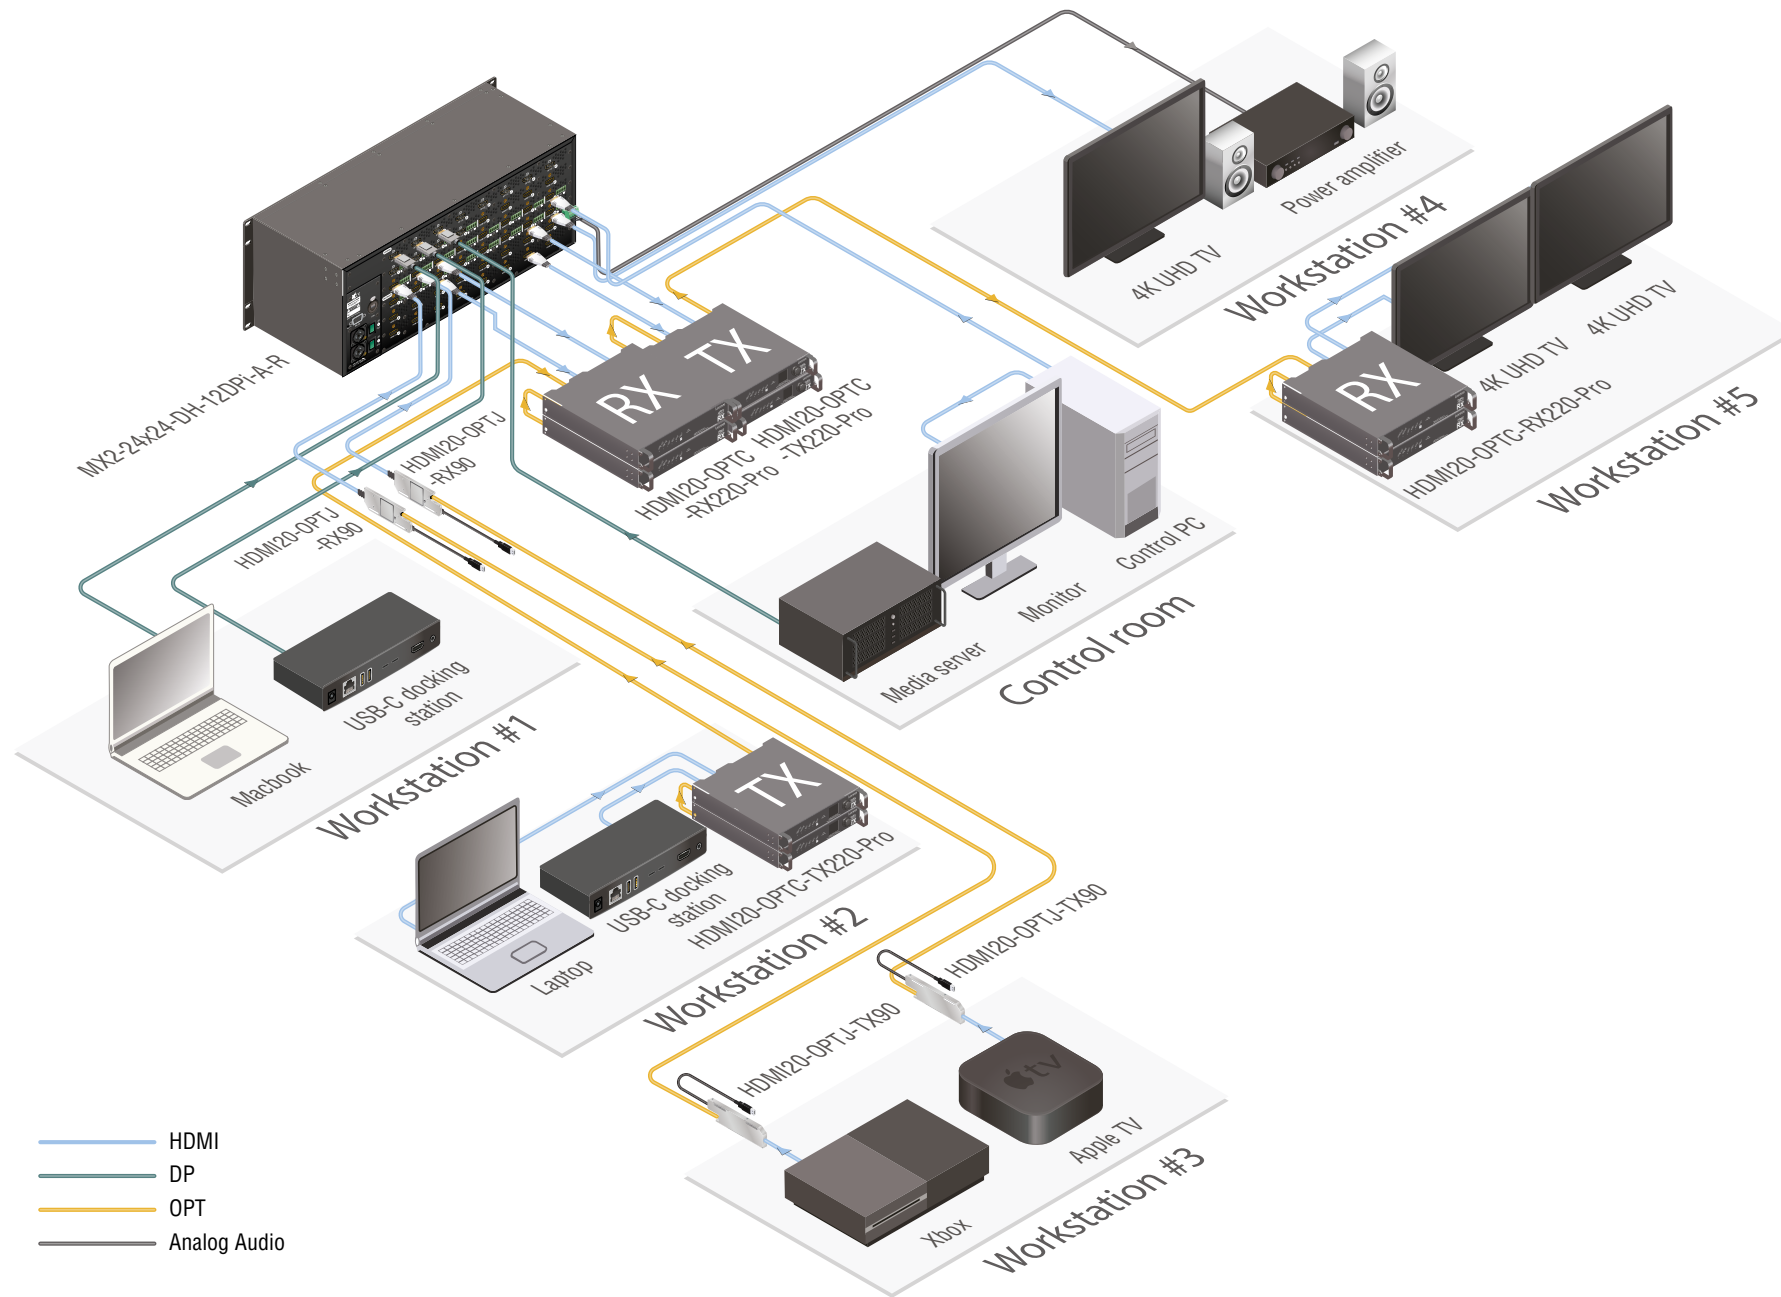 MX2-24x24-DH-12DPi-A-R
HDMI20-OPTJ
-RX90
HDMI20-OPTJ
-RX90
RX
TX
HDMI20-OPTC
-RX220-Pro
HDMI20-OPTC
-TX220-Pro
4K UHD TV
Power amplifier
Workstation #4
RX
4K UHD TV
4K UHD TV
HDMI20-OPTC-RX220-Pro
Workstation #5
Media server
Monitor
Control PC
Control room
Macbook
USB-C docking
station
Workstation #1
TX
Laptop
USB-C docking
station
HDMI20-OPTC-TX220-Pro
Workstation #2
HDMI20-OPTJ-TX90
HDMI20-OPTJ-TX90
tv
Xbox
Apple TV
Workstation #3
HDMI
DP
OPT
Analog Audio